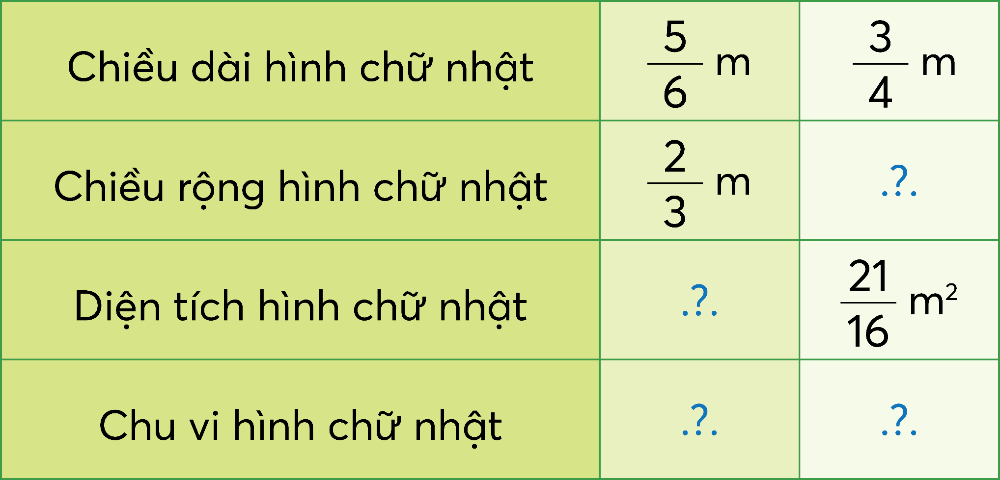 Chiều dài hình chữ nhật 5/6 m 3/4 m
Chiều rộng hình chữ nhật 2/3 m .?.
Diện tích hình chữ nhật .?. 21/16 m²
Chu vi hình chữ nhật .?. .?.